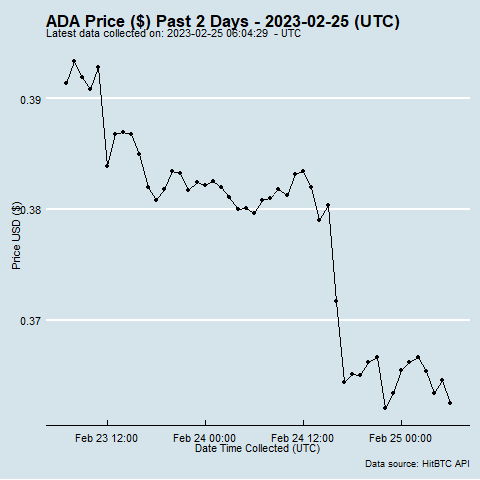 ADA Price ($) Past 2 Days - 2023-02-25 (UTC)
Latest data collected on: 2023-02-25 06:04:29 - UTC
0.39
0.38
0.37
Price USD ($)
Feb 23 12:00
Feb 24 00:00
Feb 24 12:00
Feb 25 00:00
Date Time Collected (UTC)
Data source: HitBTC API